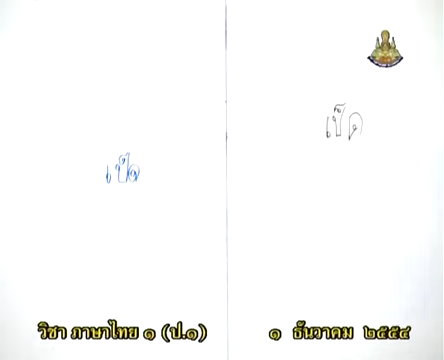 เป็ด
เป็ด
วิชา ภาษาไทย ๑ (ป.๑)
๑ ธันวาคม ๒๕๕๔